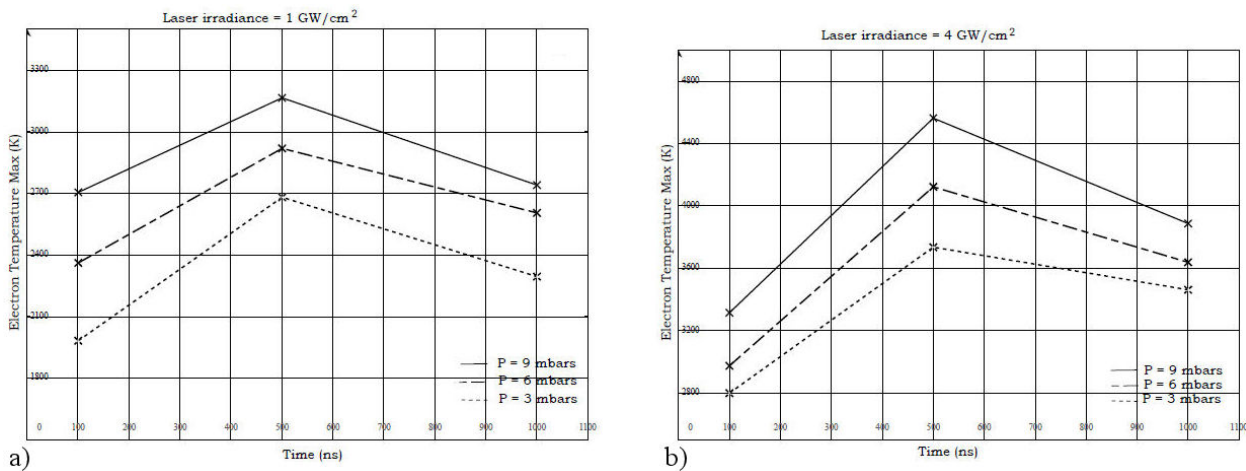 Laser irradiance = 1 GW/cm²
3300
3000
2700
2400
2100
1800
Electron Temperature Max (K)
P = 9 mbars
P = 6 mbars
P = 3 mbars
0 100 200 300 400 500 600 700 800 900 1000 1100
Time (ns)
a)
Laser irradiance = 4 GW/cm²
4800
4400
4000
3600
3200
2800
Electron Temperature Max (K)
P = 9 mbars
P = 6 mbars
P = 3 mbars
0 100 200 300 400 500 600 700 800 900 1000 1100
Time (ns)
b)